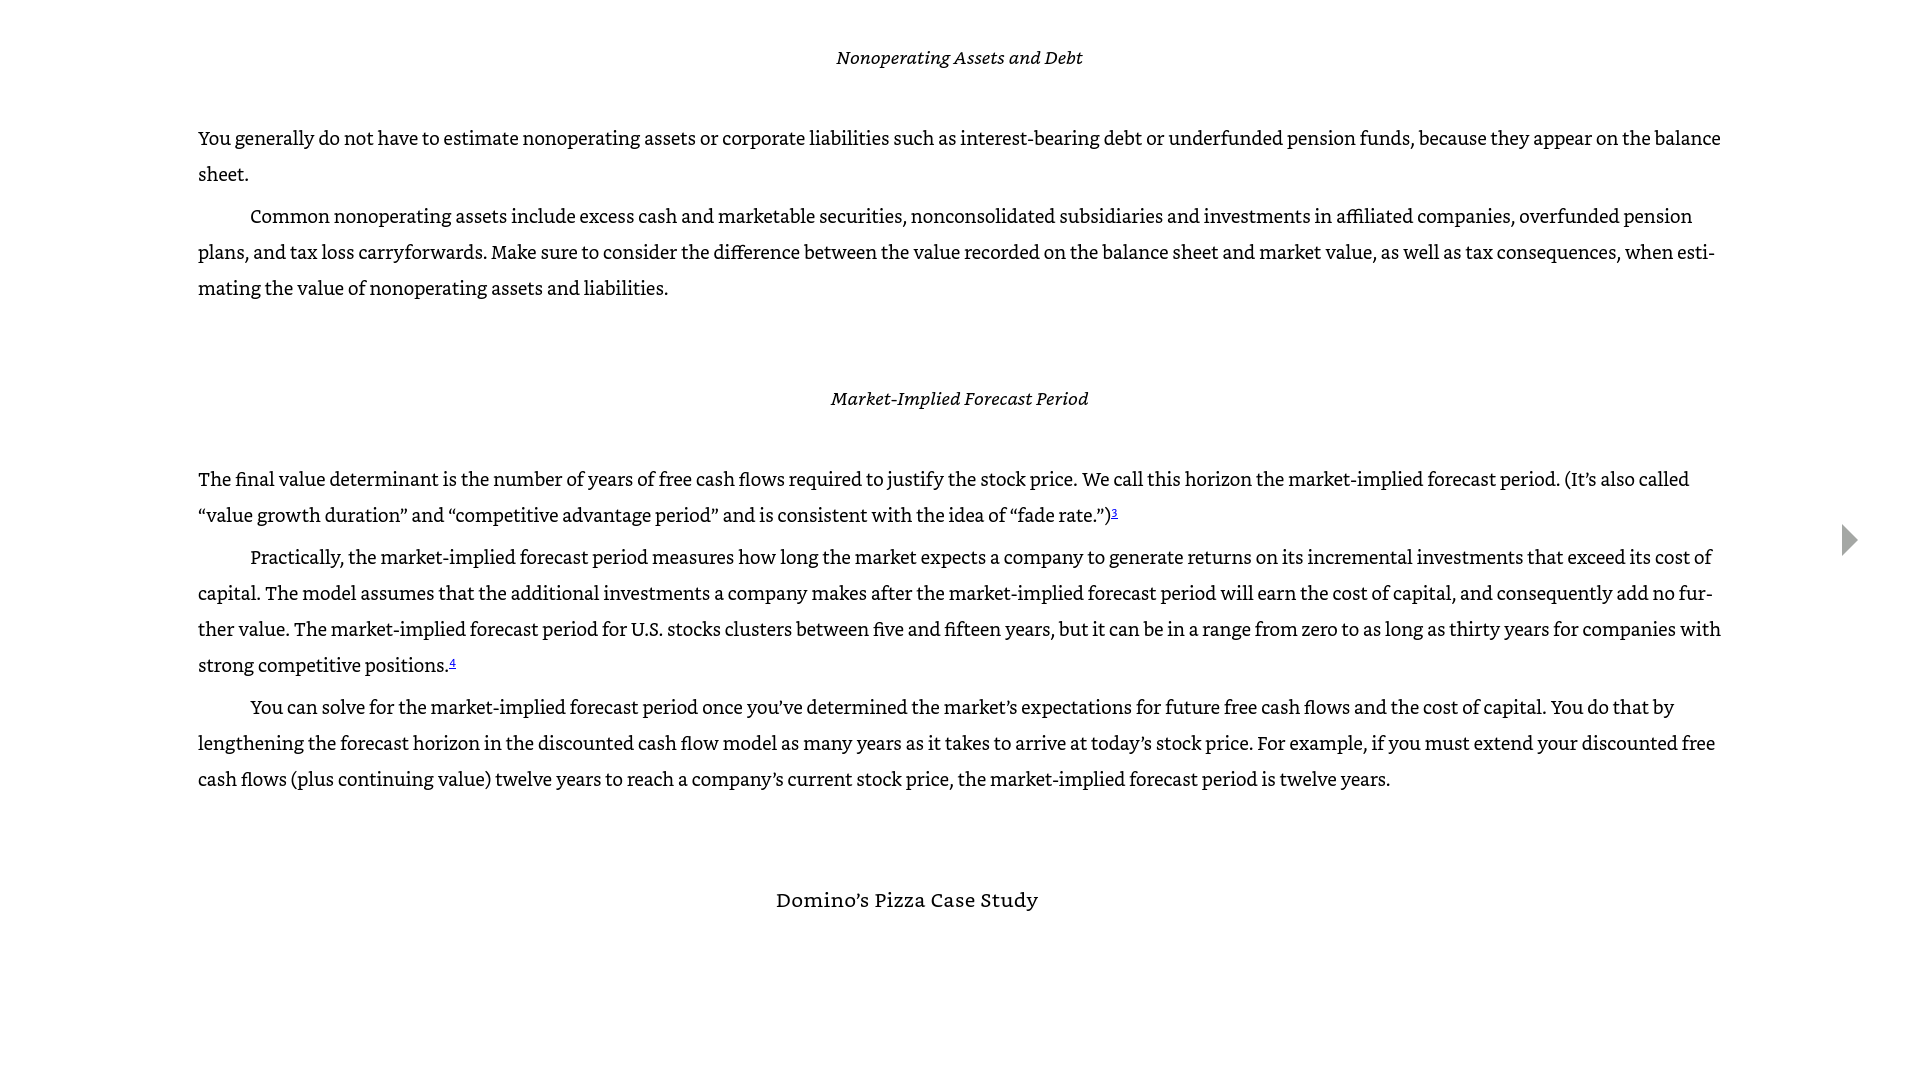 Nonoperating Assets and Debt
You generally do not have to estimate nonoperating assets or corporate liabilities such as interest-bearing debt or underfunded pension funds, because they appear on the balance
sheet.
Common nonoperating assets include excess cash and marketable securities, nonconsolidated subsidiaries and investments in affiliated companies, overfunded pension
plans, and tax loss carryforwards. Make sure to consider the difference between the value recorded on the balance sheet and market value, as well as tax consequences, when esti-
mating the value of nonoperating assets and liabilities.
Market-Implied Forecast Period
The final value determinant is the number of years of free cash flows required to justify the stock price. We call this horizon the market-implied forecast period. (It’s also called
“value growth duration” and “competitive advantage period” and is consistent with the idea of “fade rate.”)3
Practically, the market-implied forecast period measures how long the market expects a company to generate returns on its incremental investments that exceed its cost of
capital. The model assumes that the additional investments a company makes after the market-implied forecast period will earn the cost of capital, and consequently add no fur-
ther value. The market-implied forecast period for U.S. stocks clusters between five and fifteen years, but it can be in a range from zero to as long as thirty years for companies with
strong competitive positions.4
You can solve for the market-implied forecast period once you’ve determined the market’s expectations for future free cash flows and the cost of capital. You do that by
lengthening the forecast horizon in the discounted cash flow model as many years as it takes to arrive at today’s stock price. For example, if you must extend your discounted free
cash flows (plus continuing value) twelve years to reach a company’s current stock price, the market-implied forecast period is twelve years.
Domino’s Pizza Case Study